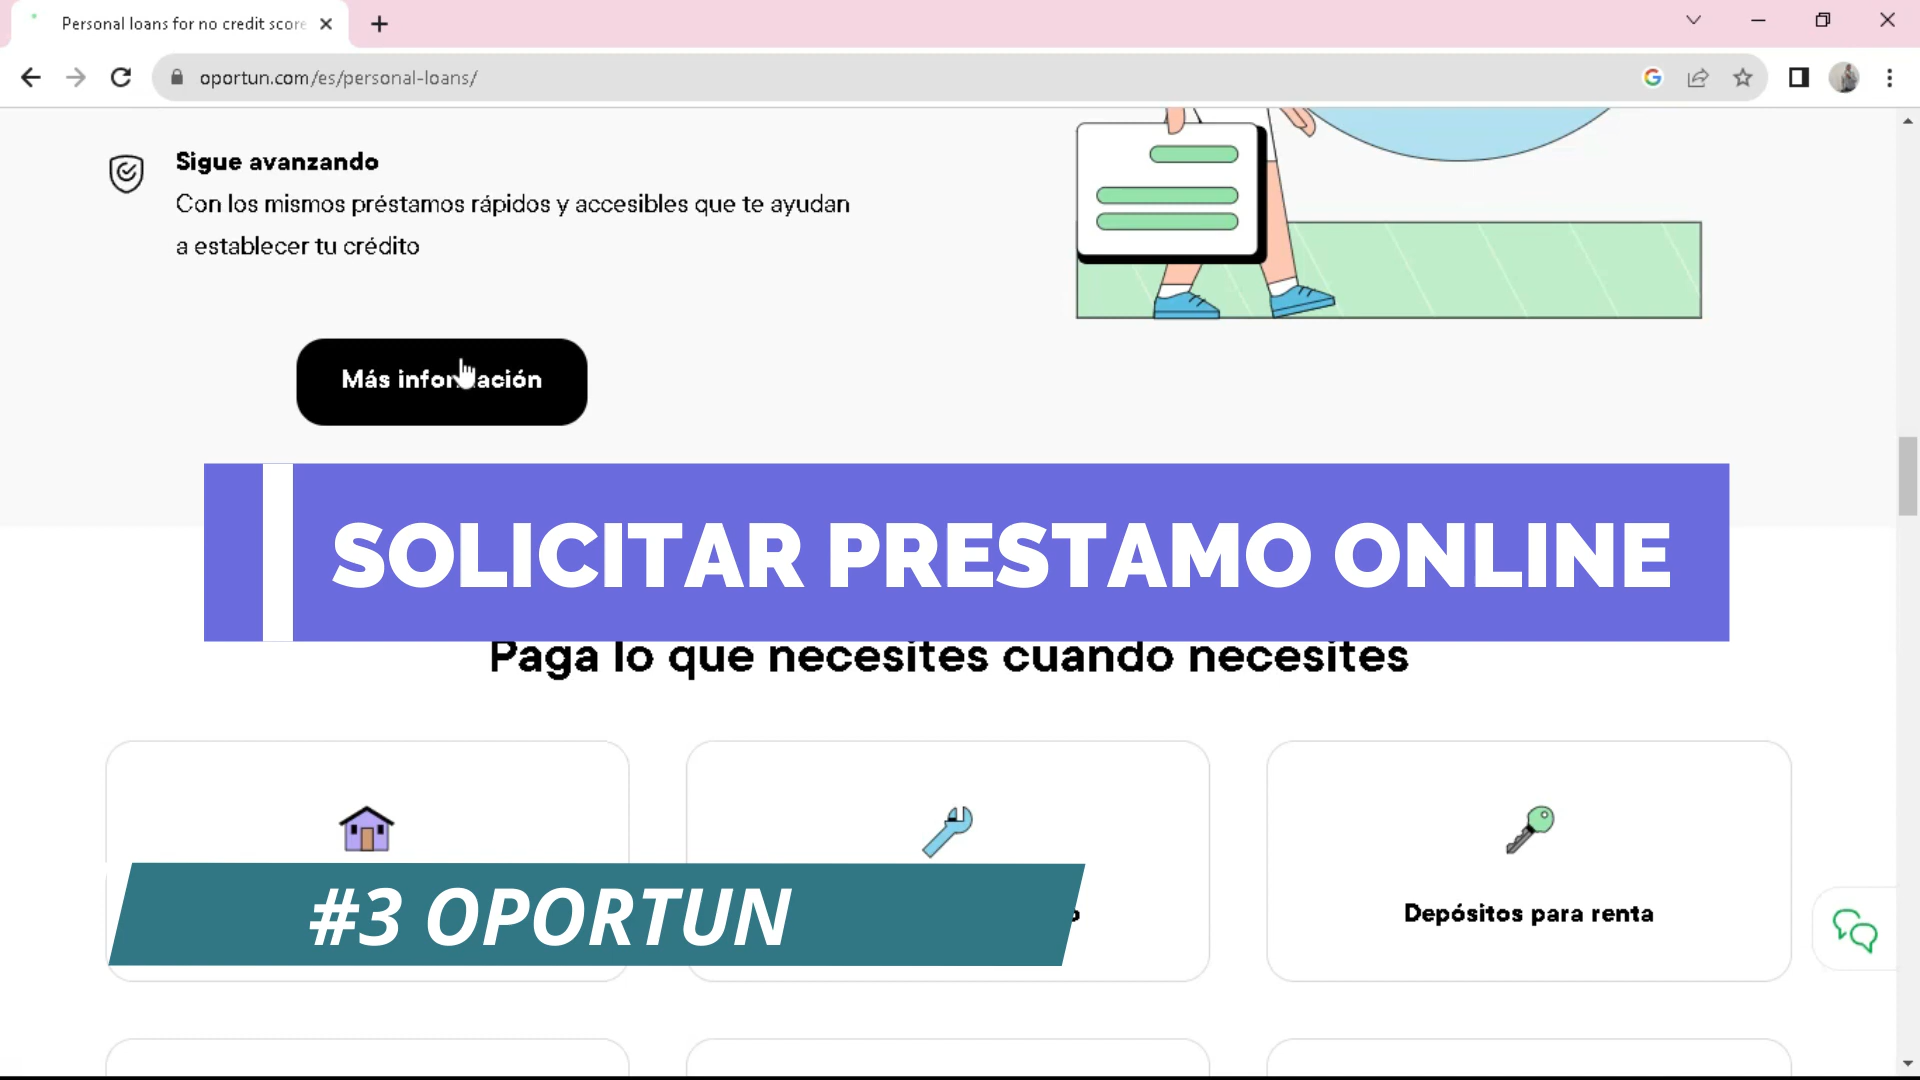 Personal loans for no credit score
oportun.com/es/personal-loans/
Sigue avanzando
Con los mismos préstamos rápidos y accesibles que te ayudan
a establecer tu crédito
Más información
SOLICITAR PRESTAMO ONLINE
Paga lo que necesites cuando necesites
#3 OPORTUN
Depósitos para renta